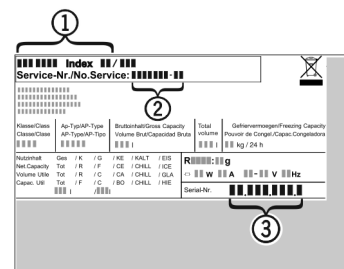 1
Index /
Service-Nr./No.Service: -
2
Klasse/Class Ap-Typ/AP-Type Bruttoinhalt/Gross Capacity Total Gefriervermoegen/Freezing Capacity
Classe/Clase AP-Type/AP-Tipo Volume Brut/Capacidad Bruta volume Pouvoir de Congel./Capac.Congeladora
l l kg / 24 h
Nutzinhalt Ges / K / G / KE / KALT / EIS
Net.Capacity Tot / R / F / CE / CHILL / ICE
Volume Utile Tot / F / C / CA / CHILL / GLA
Capac. Util Tot / F / C / BO / CHILL / HIE
l / l
R : g
W A - V Hz
Serial-Nr.
3